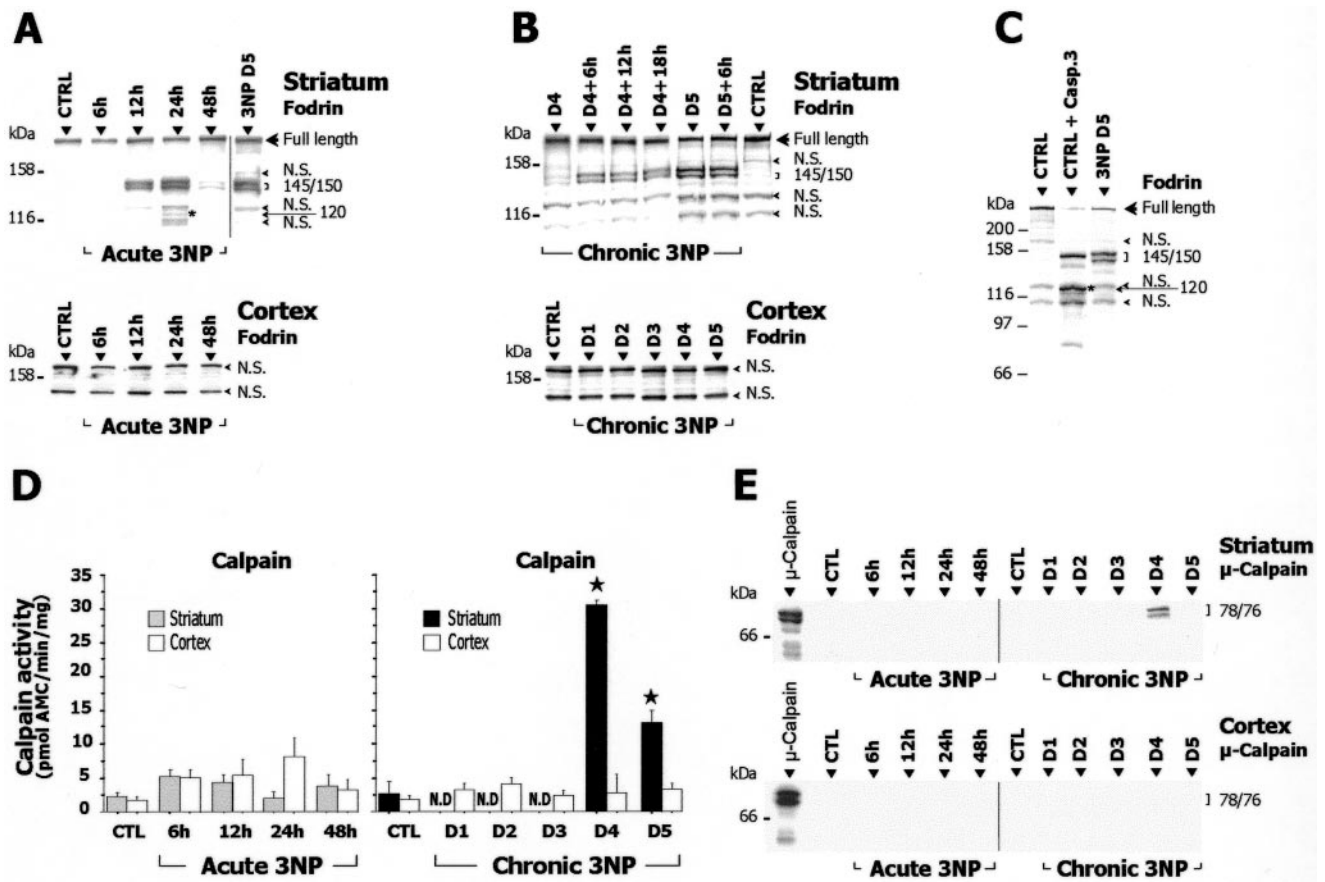 A
CTRL 6h 12h 24h 48h 3NP D5
Striatum
Fodrin
kDa
Full length
158
N.S.
145/150
*
120
116
N.S.
Acute 3NP
CTRL 6h 12h 24h 48h
Cortex
Fodrin
kDa
N.S.
158
N.S.
Acute 3NP
B
D4 D4+6h D4+12h D4+18h D5 D5+6h CTRL
Striatum
Fodrin
kDa
Full length
158
N.S.
145/150
N.S.
116
N.S.
Chronic 3NP
CTRL D1 D2 D3 D4 D5
Cortex
Fodrin
kDa
N.S.
158
N.S.
Chronic 3NP
C
CTRL CTRL + Casp.3 3NP D5
Fodrin
kDa
Full length
200
N.S.
158
145/150
N.S.
* 120
116
N.S.
97
66
D
Calpain Calpain
Calpain activity
(pmol AMC/min/mg)
35
30
25
20
15
10
5
0
Striatum
Cortex
Striatum
Cortex
★ ★
N.D N.D N.D
CTL 6h 12h 24h 48h CTL D1 D2 D3 D4 D5
Acute 3NP Chronic 3NP
E
μ-Calpain CTL 6h 12h 24h 48h CTL D1 D2 D3 D4 D5
Striatum
μ-Calpain
kDa
78/76
66
Acute 3NP Chronic 3NP
μ-Calpain CTL 6h 12h 24h 48h CTL D1 D2 D3 D4 D5
Cortex
μ-Calpain
kDa
78/76
66
Acute 3NP Chronic 3NP